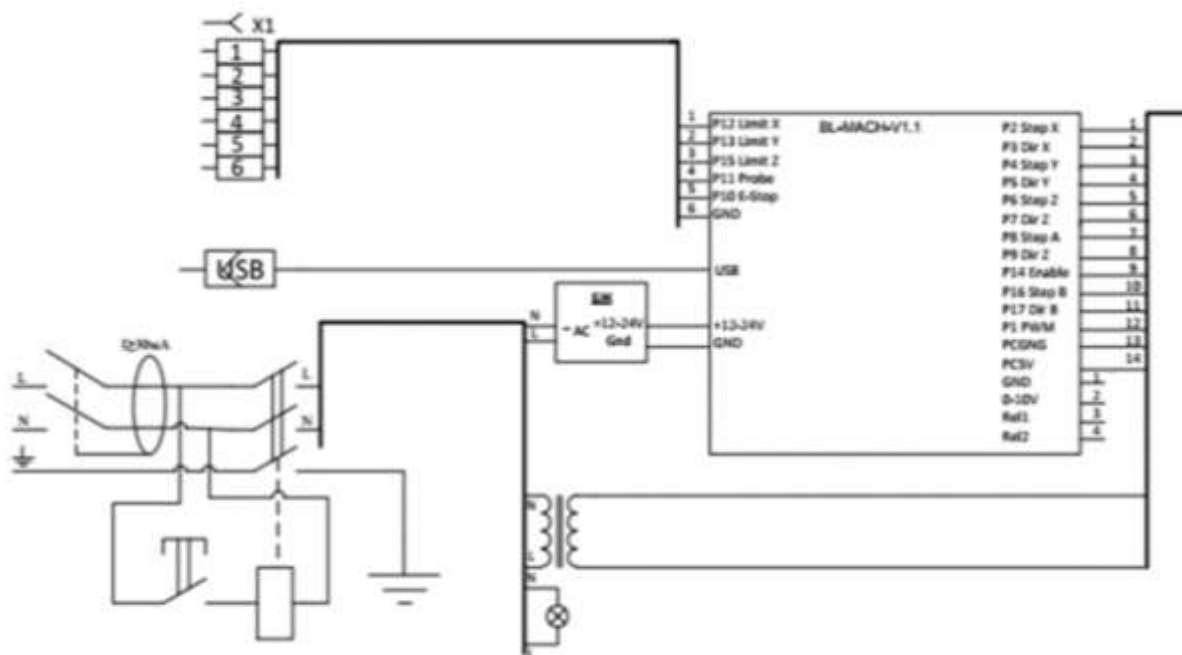 X1
1
2
3
4
5
6
1 P12 Limit X
2 P13 Limit Y
3 P15 Limit Z
4 P11 Probe
5 P10 E-Stop
6 GND
BL-MACH-V1.1
P2 Step X 1
P3 Dir X 2
P4 Step Y 3
P5 Dir Y 4
P6 Step Z 5
P7 Dir Z 6
P8 Step A 7
P9 Dir Z 8
P14 Enable 9
P16 Step B 10
P17 Dir B 11
P1 PWM 12
PCGNG 13
PC5V 14
GND 1
0-10V 2
Rel1 3
Rel2 4
USB
USB
N
L
~ AC
+12-24V
Gnd
+12-24V
GND
L
N
L
N
N
L
N